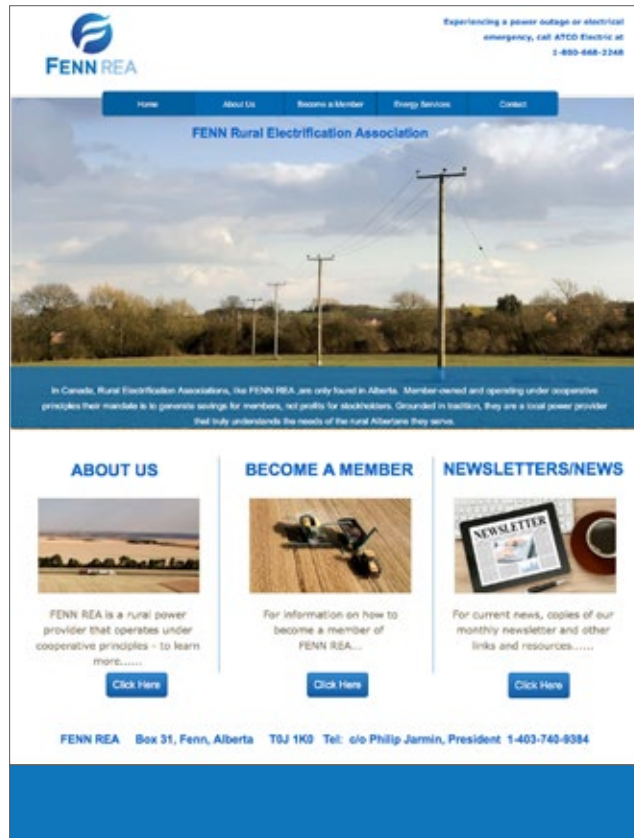 FENN REA
Experiencing a power outage or electrical
emergency, call ATCO Electric at
1-800-668-2248
Home About Us Become a Member Energy Services Contact
FENN Rural Electrification Association
In Canada, Rural Electrification Associations, like FENN REA ,are only found in Alberta. Member-owned and operating under cooperative
principles their mandate is to generate savings for members, not profits for stockholders. Grounded in tradition, they are a local power provider
that truly understands the needs of the rural Albertans they serve.
ABOUT US
BECOME A MEMBER
NEWSLETTERS/NEWS
NEWSLETTER
FENN REA is a rural power
provider that operates under
cooperative principles - to learn
more......
Click Here
For information on how to
become a member of
FENN REA...
Click Here
For current news, copies of our
monthly newsletter and other
links and resources......
Click Here
FENN REA Box 31, Fenn, Alberta T0J 1K0 Tel: c/o Philip Jarmin, President 1-403-740-9384